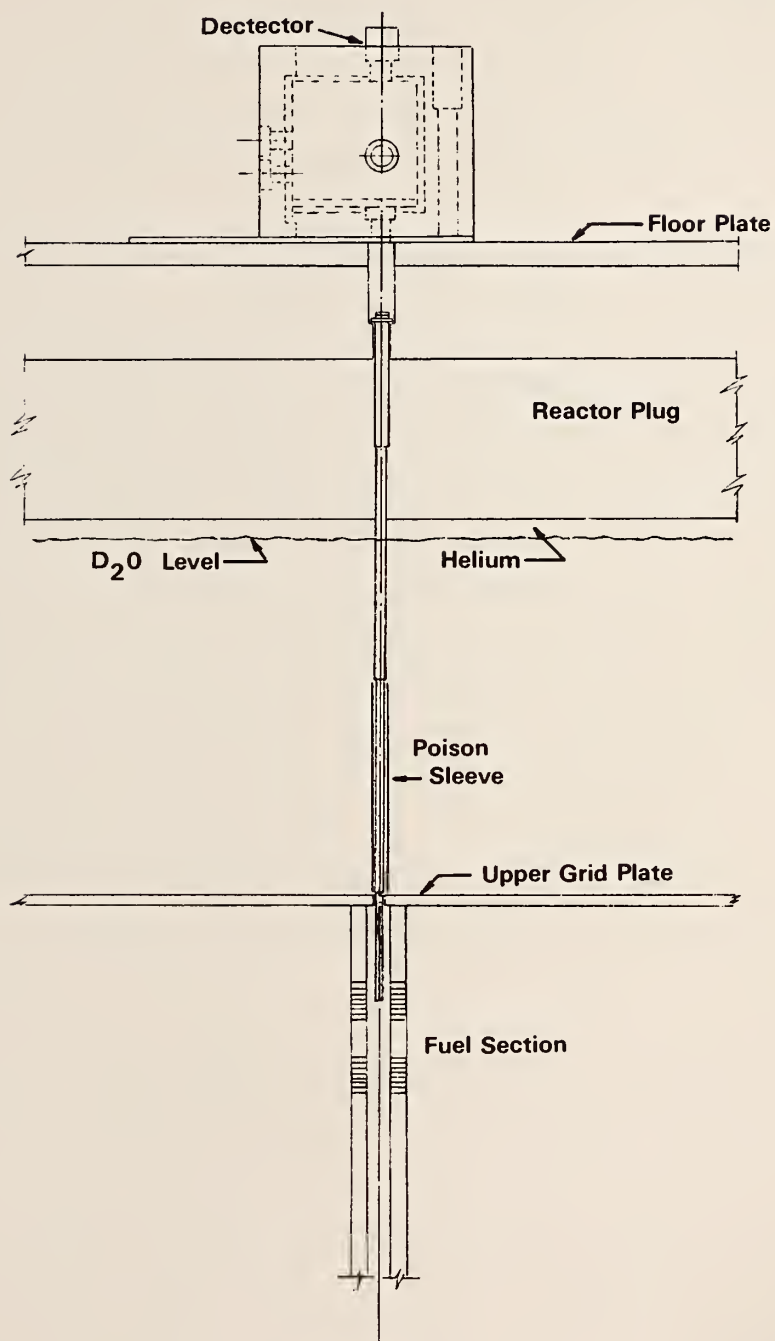 Dectector
Floor Plate
Reactor Plug
D₂O Level
Helium
Poison
Sleeve
Upper Grid Plate
Fuel Section